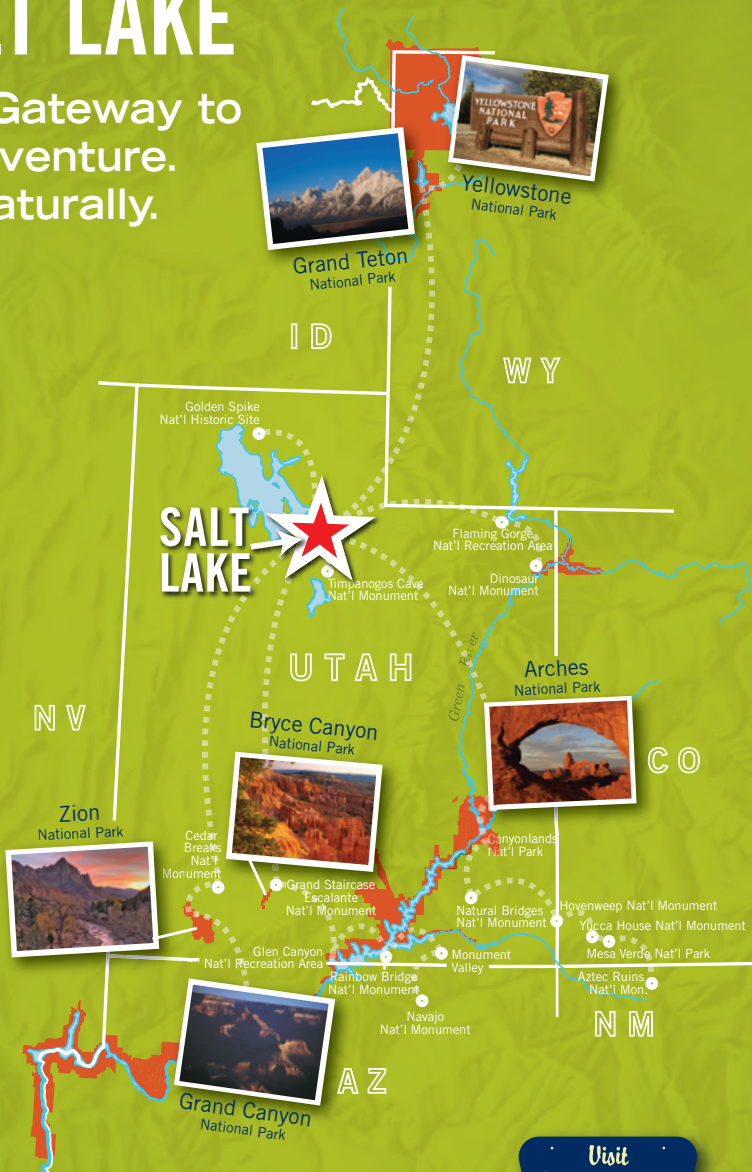 T LAKE
Gateway to
venture.
aturally.
YELLOWSTONE
NATIONAL
PARK
Yellowstone
National Park
Grand Teton
National Park
ID
WY
Golden Spike
Nat'l Historic Site
SALT
LAKE
Flaming Gorge
Nat'l Recreation Area
Dinosaur
Nat'l Monument
Timpanogos Cave
Nat'l Monument
UTAH
Green River
Arches
National Park
NV
CO
Bryce Canyon
National Park
Zion
National Park
Cedar
Breaks
Nat'l
Monument
Canyonlands
Nat'l Park
Grand Staircase
Escalante
Nat'l Monument
Natural Bridges
Nat'l Monument
Hovenweep Nat'l Monument
Yucca House Nat'l Monument
Mesa Verde Nat'l Park
Glen Canyon
Nat'l Recreation Area
Monument
Valley
Rainbow Bridge
Nat'l Monument
Aztec Ruins
Nat'l Mon.
Navajo
Nat'l Monument
NM
AZ
Grand Canyon
National Park
Visit